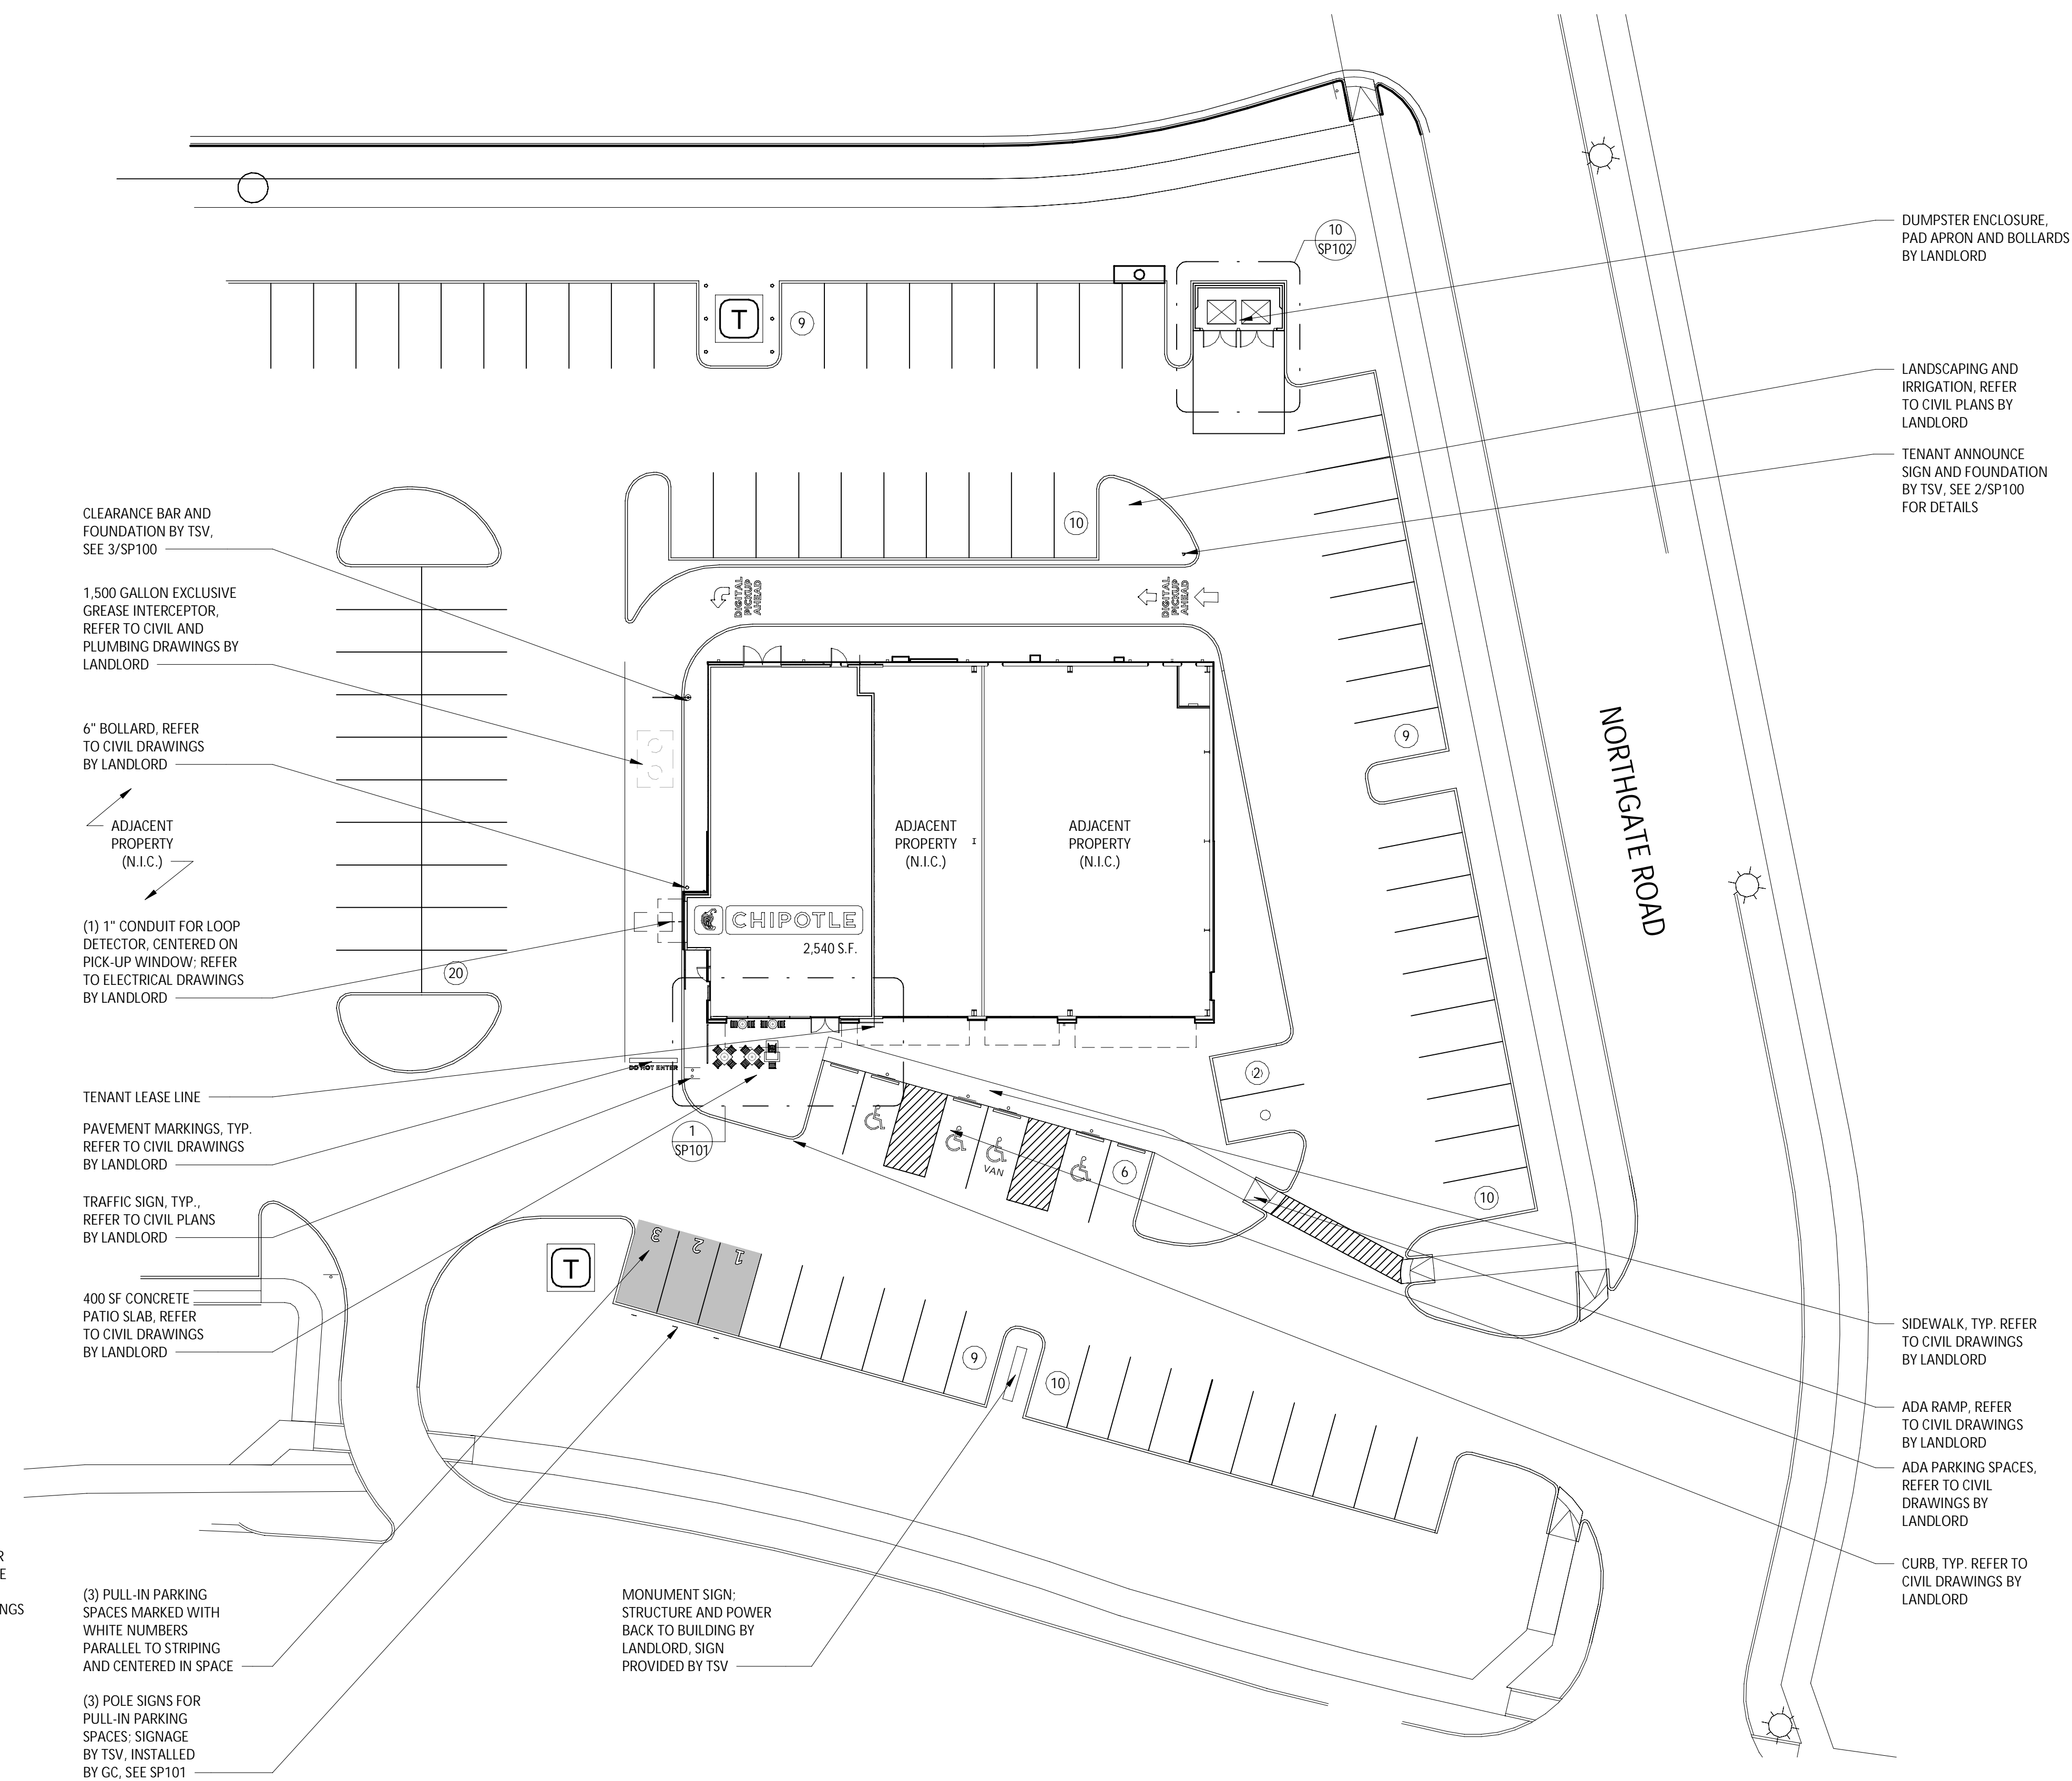 10
SP102
DUMPSTER ENCLOSURE,
PAD APRON AND BOLLARDS
BY LANDLORD
T
9
LANDSCAPING AND
IRRIGATION, REFER
TO CIVIL PLANS BY
LANDLORD
TENANT ANNOUNCE
SIGN AND FOUNDATION
BY TSV, SEE 2/SP100
FOR DETAILS
10
CLEARANCE BAR AND
FOUNDATION BY TSV,
SEE 3/SP100
DIGITAL
PICKUP
AHEAD
DIGITAL
PICKUP
AHEAD
1,500 GALLON EXCLUSIVE
GREASE INTERCEPTOR,
REFER TO CIVIL AND
PLUMBING DRAWINGS BY
LANDLORD
6" BOLLARD, REFER
TO CIVIL DRAWINGS
BY LANDLORD
9
NORTHGATE ROAD
ADJACENT
PROPERTY
(N.I.C.)
ADJACENT
PROPERTY
(N.I.C.)
ADJACENT
PROPERTY
(N.I.C.)
CHIPOTLE
2,540 S.F.
(1) 1" CONDUIT FOR LOOP
DETECTOR, CENTERED ON
PICK-UP WINDOW; REFER
TO ELECTRICAL DRAWINGS
BY LANDLORD
20
DO NOT ENTER
2
TENANT LEASE LINE
PAVEMENT MARKINGS, TYP.
REFER TO CIVIL DRAWINGS
BY LANDLORD
1
SP101
VAN
6
10
TRAFFIC SIGN, TYP.,
REFER TO CIVIL PLANS
BY LANDLORD
3
2
1
T
400 SF CONCRETE
PATIO SLAB, REFER
TO CIVIL DRAWINGS
BY LANDLORD
9
10
SIDEWALK, TYP. REFER
TO CIVIL DRAWINGS
BY LANDLORD
ADA RAMP, REFER
TO CIVIL DRAWINGS
BY LANDLORD
ADA PARKING SPACES,
REFER TO CIVIL
DRAWINGS BY
LANDLORD
CURB, TYP. REFER TO
CIVIL DRAWINGS BY
LANDLORD
(3) PULL-IN PARKING
SPACES MARKED WITH
WHITE NUMBERS
PARALLEL TO STRIPING
AND CENTERED IN SPACE
MONUMENT SIGN;
STRUCTURE AND POWER
BACK TO BUILDING BY
LANDLORD, SIGN
PROVIDED BY TSV
(3) POLE SIGNS FOR
PULL-IN PARKING
SPACES; SIGNAGE
BY TSV, INSTALLED
BY GC, SEE SP101